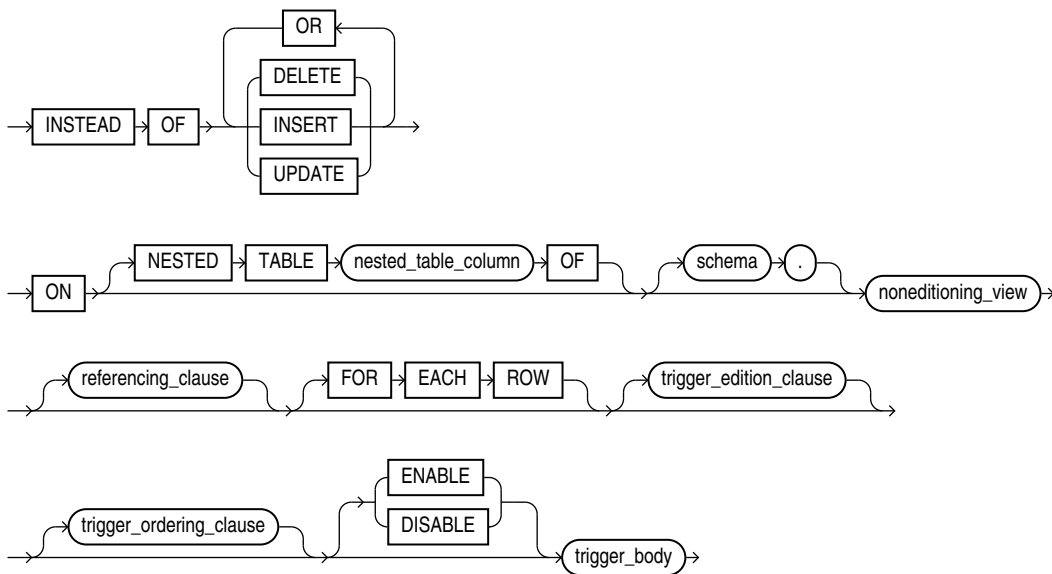 OR
DELETE
INSTEAD OF INSERT
UPDATE
NESTED TABLE nested_table_column OF schema .
ON noneditioning_view
referencing_clause FOR EACH ROW trigger_edition_clause
ENABLE
trigger_ordering_clause DISABLE
trigger_body